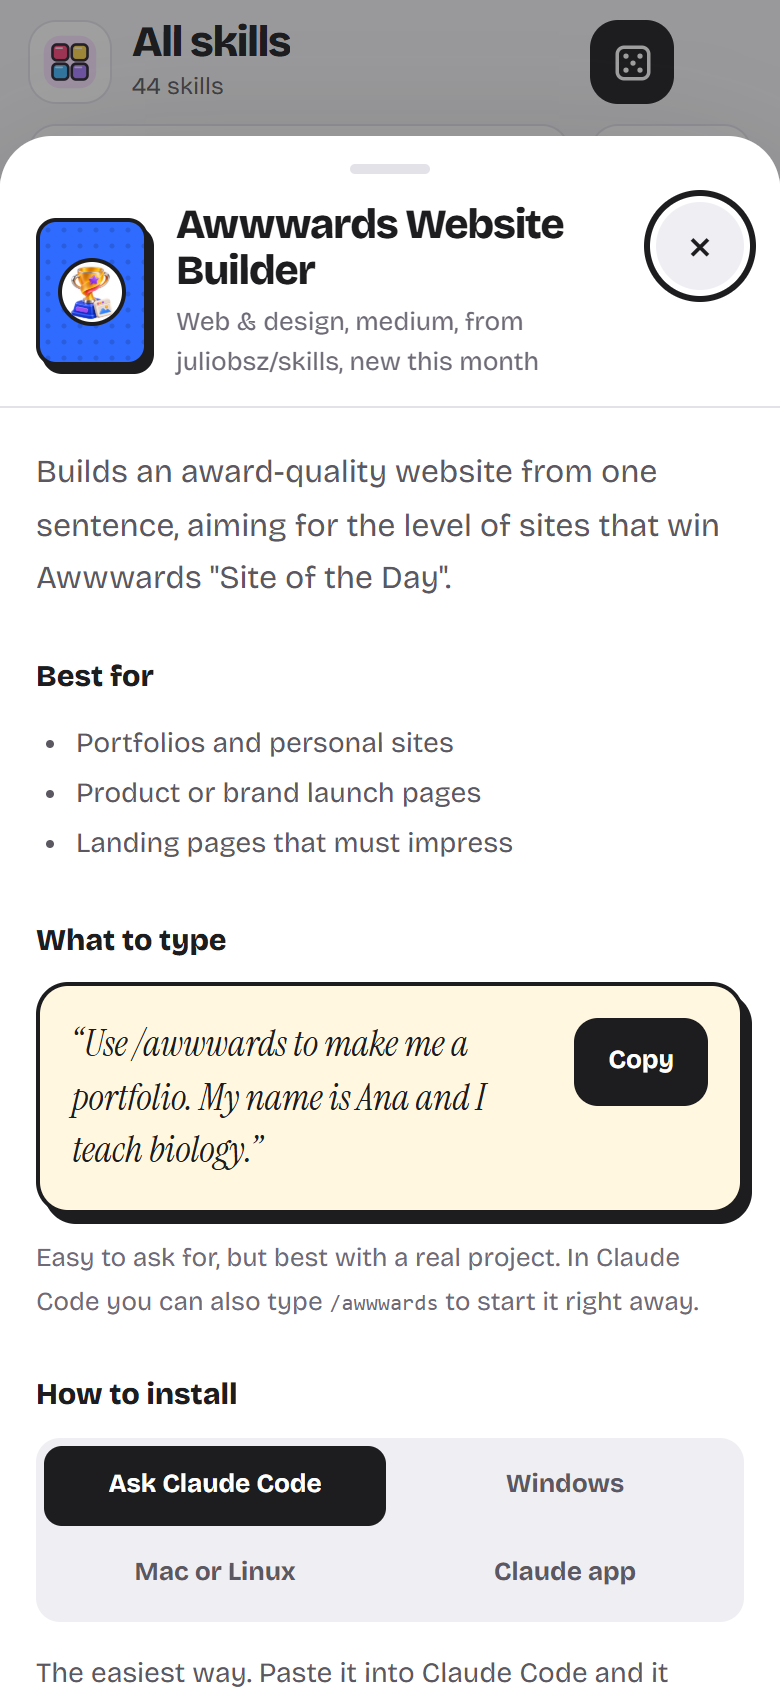 All skills
44 skills
Awwwards Website
Builder
Web & design, medium, from
juliobsz/skills, new this month
Builds an award-quality website from one
sentence, aiming for the level of sites that win
Awwwards "Site of the Day".
Best for
• Portfolios and personal sites
• Product or brand launch pages
• Landing pages that must impress
What to type
“Use /awwwards to make me a
portfolio. My name is Ana and I
teach biology.”
Copy
Easy to ask for, but best with a real project. In Claude
Code you can also type /awwwards to start it right away.
How to install
Ask Claude Code
Windows
Mac or Linux
Claude app
The easiest way. Paste it into Claude Code and it